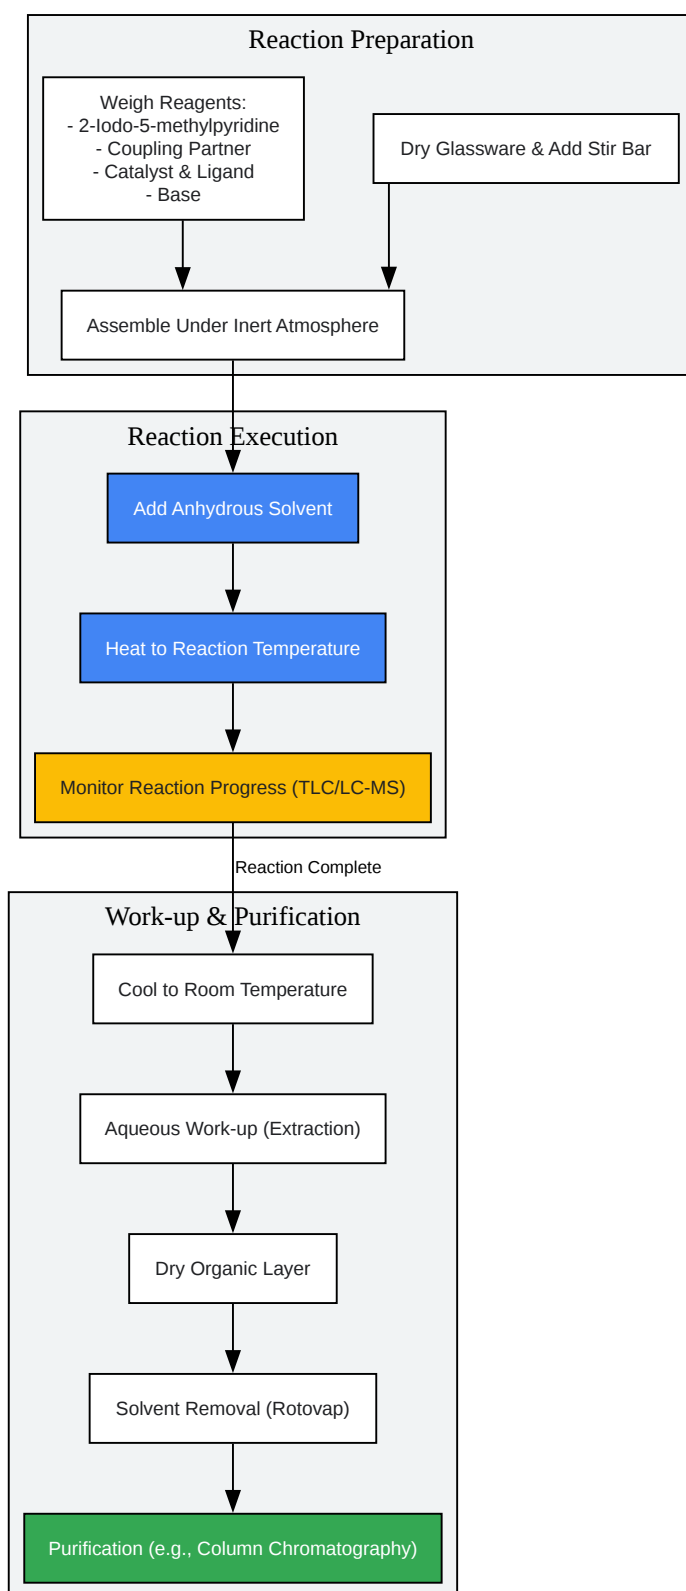 Reaction Preparation
Weigh Reagents:
- 2-Iodo-5-methylpyridine
- Coupling Partner
- Catalyst & Ligand
- Base
Dry Glassware & Add Stir Bar
Assemble Under Inert Atmosphere
Reaction Execution
Add Anhydrous Solvent
Heat to Reaction Temperature
Monitor Reaction Progress (TLC/LC-MS)
Reaction Complete
Work-up & Purification
Cool to Room Temperature
Aqueous Work-up (Extraction)
Dry Organic Layer
Solvent Removal (Rotovap)
Purification (e.g., Column Chromatography)